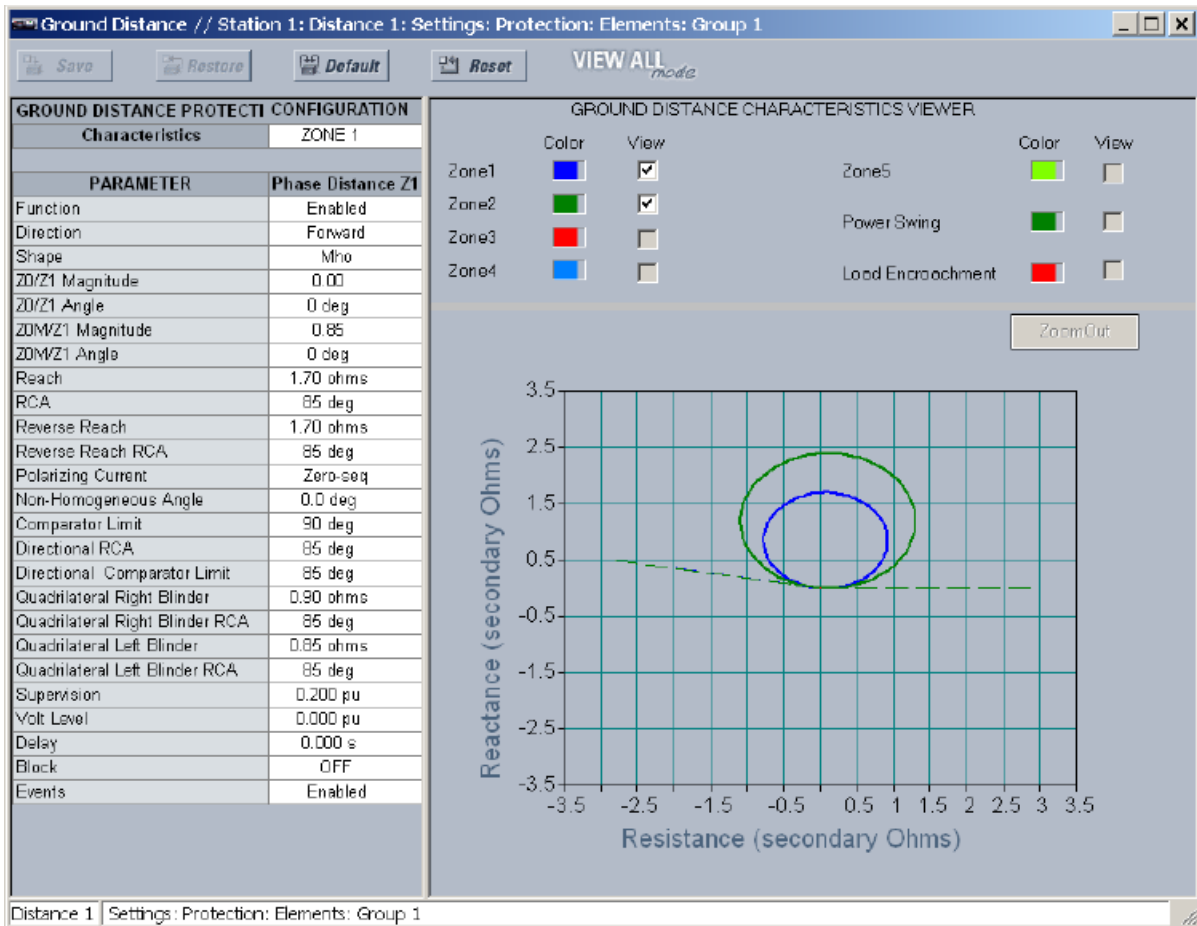 Ground Distance // Station 1: Distance 1: Settings: Protection: Elements: Group 1
Save Restore Default Reset VIEW ALL mode
GROUND DISTANCE PROTECTI CONFIGURATION
Characteristics ZONE 1
PARAMETER Phase Distance Z1
Function Enabled
Direction Forward
Shape Mho
Z0/Z1 Magnitude 0.00
Z0/Z1 Angle 0 deg
Z0M/Z1 Magnitude 0.85
Z0M/Z1 Angle 0 deg
Reach 1.70 ohms
RCA 85 deg
Reverse Reach 1.70 ohms
Reverse Reach RCA 85 deg
Polarizing Current Zero-seq
Non-Homogeneous Angle 0.0 deg
Comparator Limit 90 deg
Directional RCA 85 deg
Directional Comparator Limit 85 deg
Quadrilateral Right Blinder 0.90 ohms
Quadrilateral Right Blinder RCA 85 deg
Quadrilateral Left Blinder 0.85 ohms
Quadrilateral Left Blinder RCA 85 deg
Supervision 0.200 pu
Volt Level 0.000 pu
Delay 0.000 s
Block OFF
Events Enabled
GROUND DISTANCE CHARACTERISTICS VIEWER
Color View Color View
Zone1 Zone5
Zone2
Power Swing
Zone3
Zone4 Load Encroachment
ZoomOut
Reactance (secondary Ohms)
3.5
2.5
1.5
0.5
-0.5
-1.5
-2.5
-3.5
-3.5 -2.5 -1.5 -0.5 0.5 1 1.5 2 2.5 3 3.5
Resistance (secondary Ohms)
Distance 1 Settings: Protection: Elements: Group 1